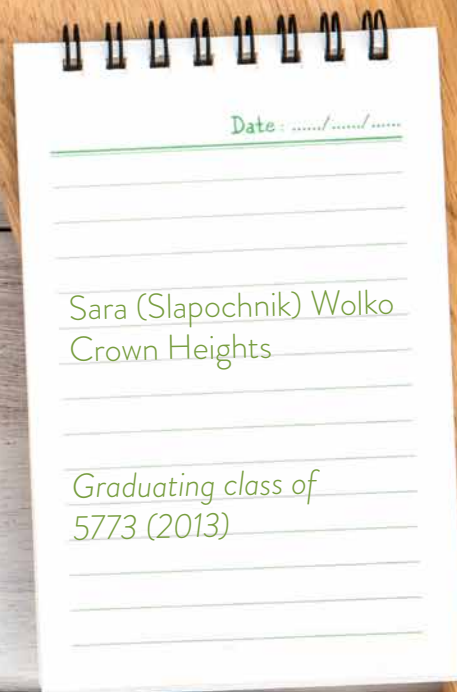 Date: ....../....../......
Sara (Slapochnik) Wolko
Crown Heights
Graduating class of
5773 (2013)